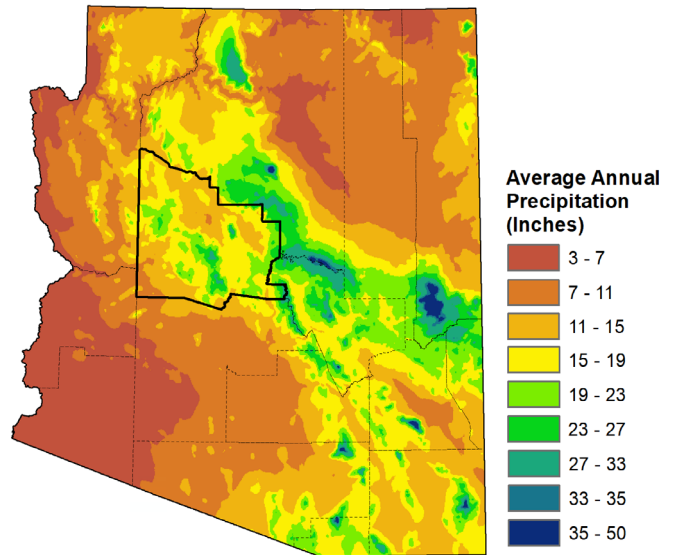 Average Annual
Precipitation
(Inches)
3 - 7
7 - 11
11 - 15
15 - 19
19 - 23
23 - 27
27 - 33
33 - 35
35 - 50